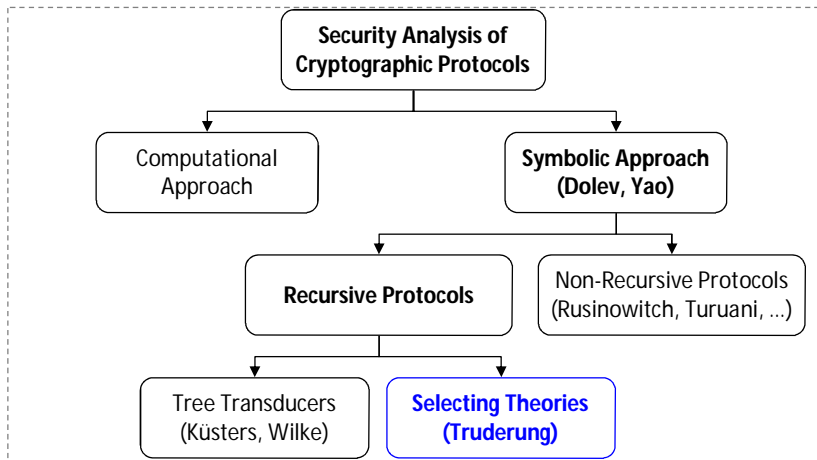 Security Analysis of
Cryptographic Protocols
Computational
Approach
Symbolic Approach
(Dolev, Yao)
Recursive Protocols
Non-Recursive Protocols
(Rusinowitch, Turuani, ...)
Tree Transducers
(Küsters, Wilke)
Selecting Theories
(Truderung)